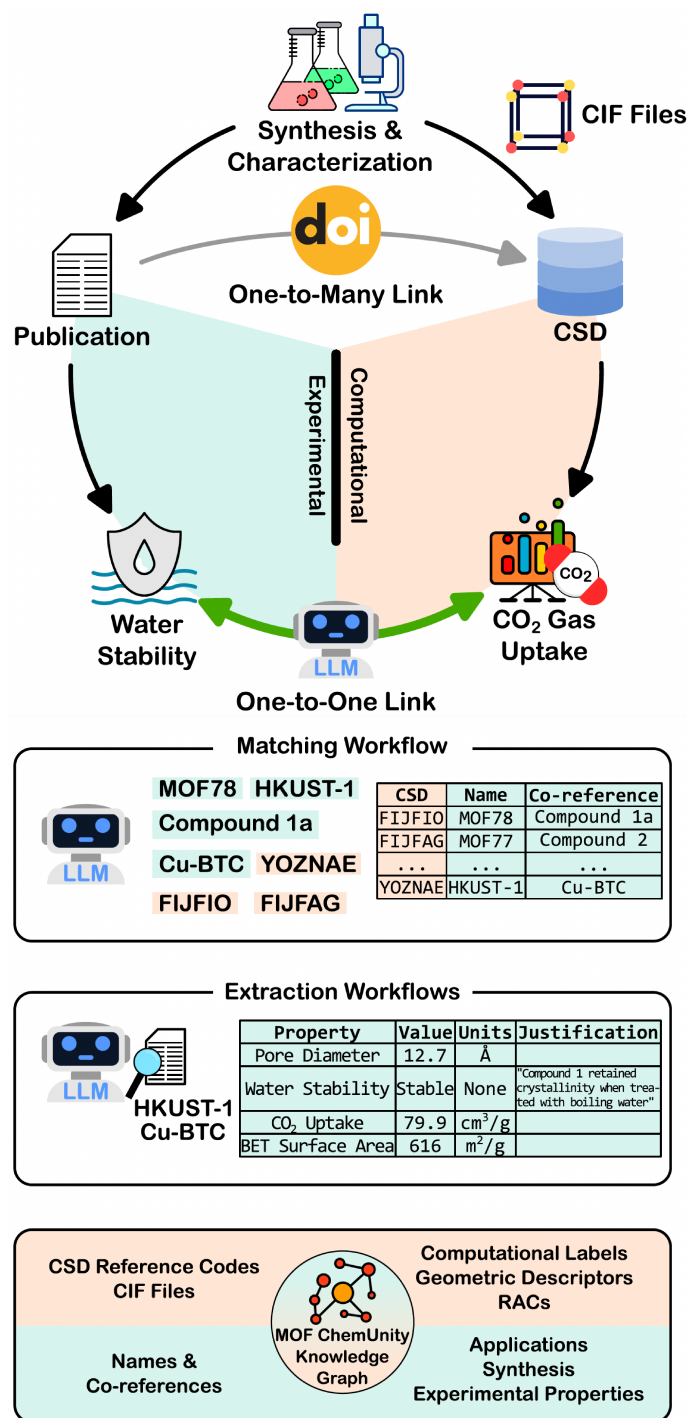 Synthesis &
Characterization
CIF Files
doi
One-to-Many Link
Publication
CSD
Experimental
Computational
CO2
Water
Stability
CO₂ Gas
Uptake
LLM
One-to-One Link
Matching Workflow
MOF78 HKUST-1
Compound 1a
Cu-BTC YOZNAE
FIJFIO FIJFAG
LLM
CSD Name Co-reference
FIJFIO MOF78 Compound 1a
FIJFAG MOF77 Compound 2
... ... ...
YOZNAE HKUST-1 Cu-BTC
Extraction Workflows
LLM
HKUST-1
Cu-BTC
Property Value Units Justification
Pore Diameter 12.7 Å
Water Stability Stable None "Compound 1 retained
crystallinity when trea-
ted with boiling water"
CO₂ Uptake 79.9 cm³/g
BET Surface Area 616 m²/g
CSD Reference Codes
CIF Files
Computational Labels
Geometric Descriptors
RACs
MOF ChemUnity
Knowledge
Graph
Names &
Co-references
Applications
Synthesis
Experimental Properties